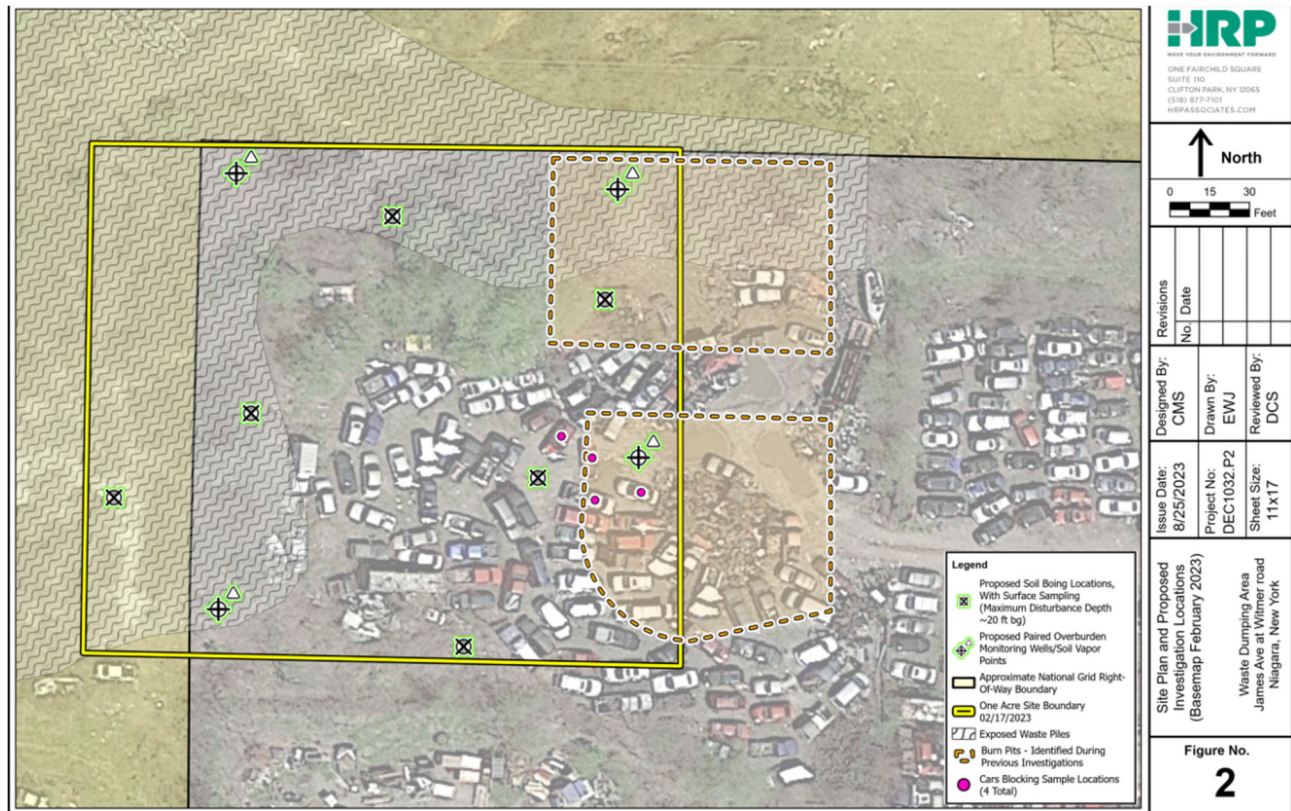 HRP
MOVE YOUR ENVIRONMENT FORWARD
ONE FAIRCHILD SQUARE
SUITE 110
CLIFTON PARK, NY 12065
(518) 877-7101
HRPASSOCIATES.COM
North
0 15 30
Feet
Revisions
No. Date
Designed By:
CMS
Drawn By:
EWJ
Reviewed By:
DCS
Issue Date:
8/25/2023
Project No:
DEC1032.P2
Sheet Size:
11x17
Site Plan and Proposed
Investigation Locations
(Basemap February 2023)
Waste Dumping Area
James Ave at Witmer road
Niagara, New York
Figure No.
2
Legend
Proposed Soil Boing Locations,
With Surface Sampling
(Maximum Disturbance Depth
~20 ft bg)
Proposed Paired Overburden
Monitoring Wells/Soil Vapor
Points
Approximate National Grid Right-
Of-Way Boundary
One Acre Site Boundary
02/17/2023
Exposed Waste Piles
Burn Pits - Identified During
Previous Investigations
Cars Blocking Sample Locations
(4 Total)